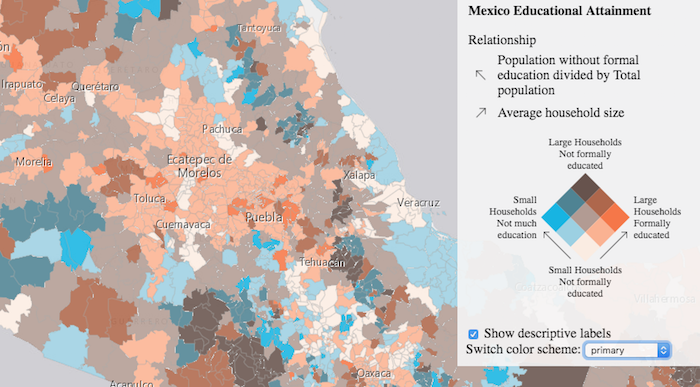 Mexico Educational Attainment
Relationship
Population without formal
education divided by Total
population
Average household size
Large Households
Not formally
educated
Small
Households
Not much
education
Large
Households
Formally
educated
Small Households
Not formally
educated
Show descriptive labels
Switch color scheme: primary
Tantoyuca
Irapuato
Querétaro
Celaya
Pachuca
Morelia
Ecatepec de
Morelos
Xalapa
Toluca
Veracruz
Puebla
Cuernavaca
Tehuacán
Villahermosa
Acapulco
Oaxaca